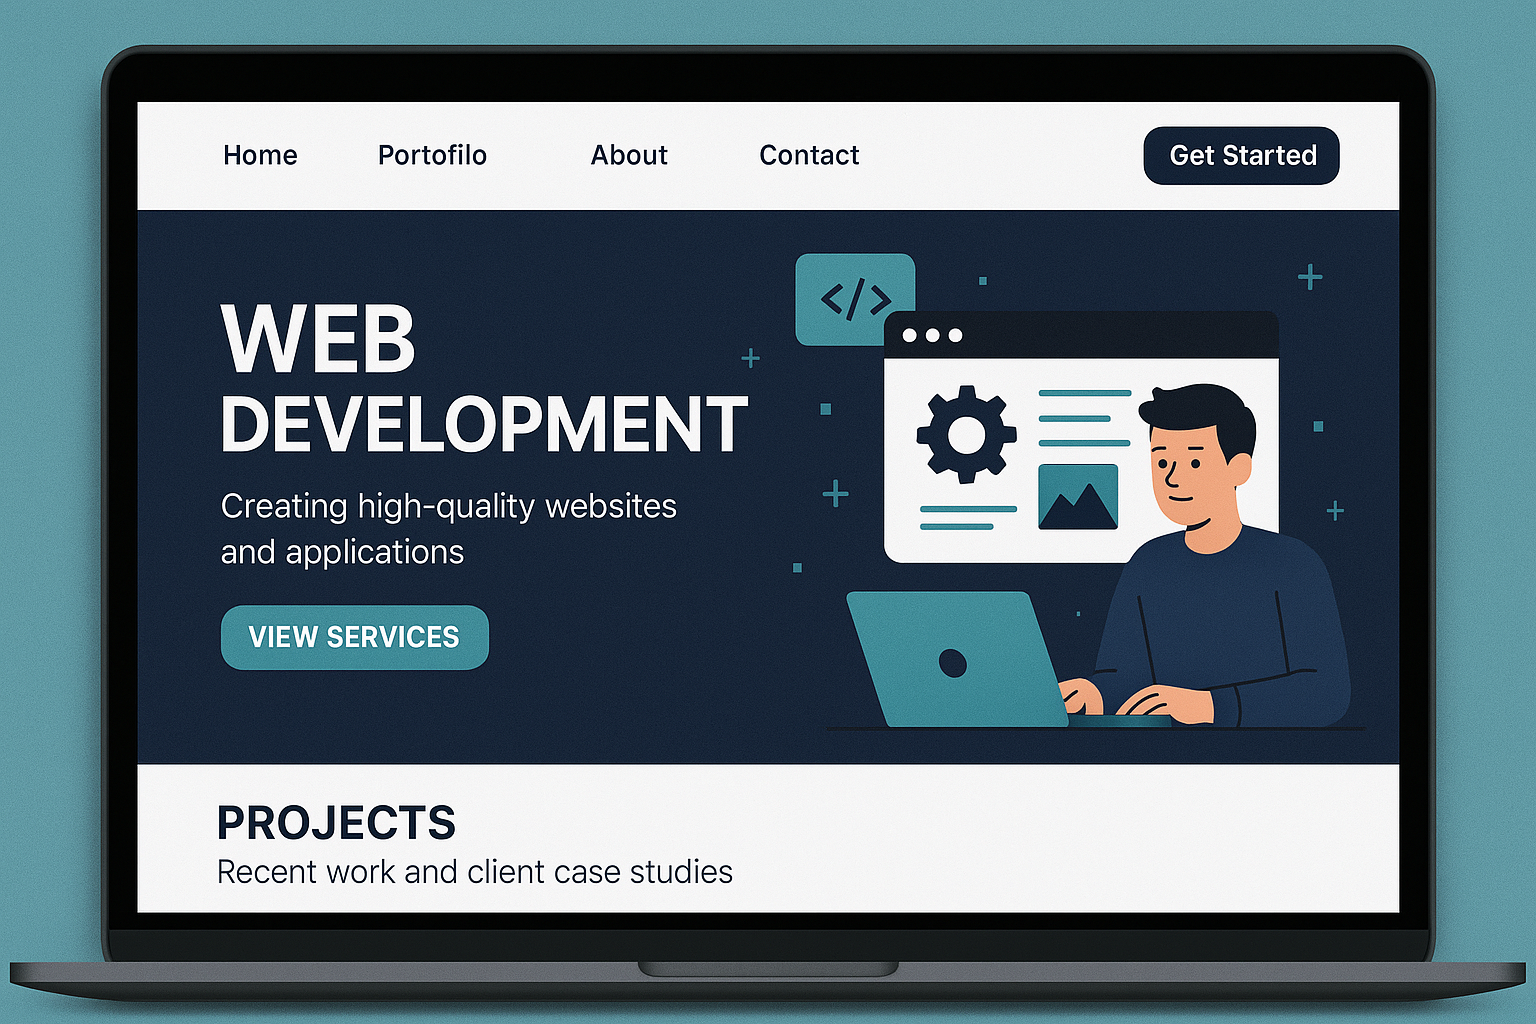 Home
Portofilo
About
Contact
Get Started
</>
WEB
DEVELOPMENT
Creating high-quality websites
and applications
VIEW SERVICES
PROJECTS
Recent work and client case studies